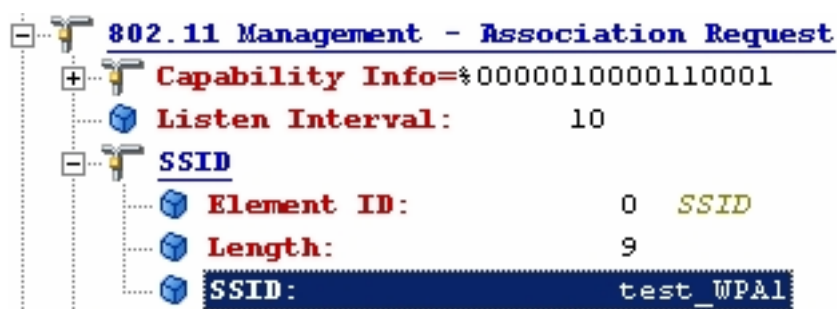 802.11 Management - Association Request
Capability Info=%0000010000110001
Listen Interval: 10
SSID
Element ID: 0 SSID
Length: 9
SSID: test_WPA1